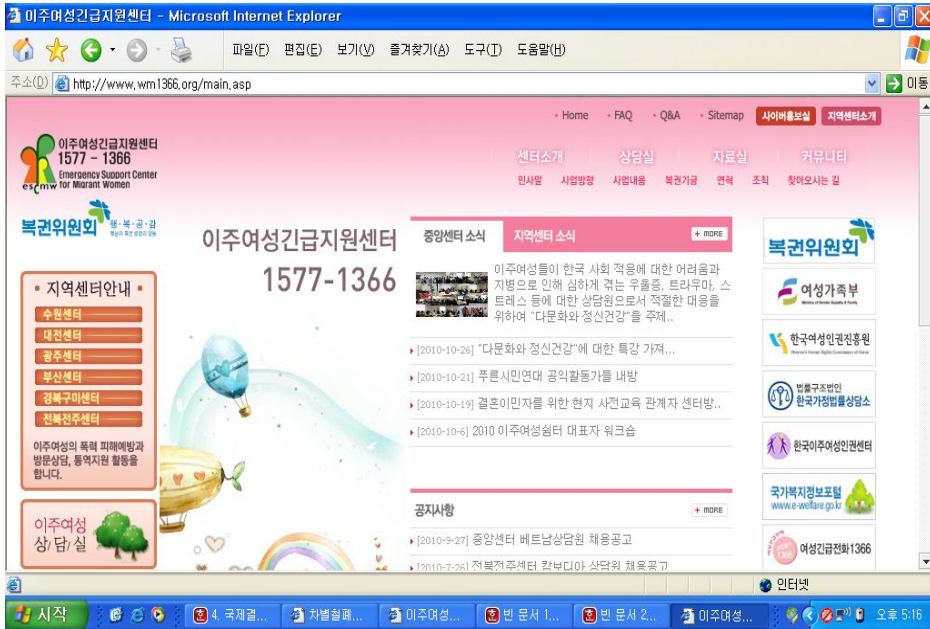 이주여성긴급지원센터 - Microsoft Internet Explorer
파일(F) 편집(E) 보기(V) 즐겨찾기(A) 도구(T) 도움말(H)
주소(D) http://www.wm1366.org/main.asp 이동
Home FAQ Q&A Sitemap 사이버홍보실 지역센터소개
이주여성긴급지원센터
1577 - 1366
Emergency Support Center
for Migrant Women
escmw
센터소개 상담실 자료실 커뮤니티
인사말 사업방향 사업내용 복권기금 연혁 조직 찾아오시는 길
복권위원회 행·복·공·감
이주여성긴급지원센터
1577-1366
지역센터안내
수원센터
대전센터
광주센터
부산센터
경북구미센터
전북전주센터
이주여성의 폭력 피해예방과
방문상담, 통역지원 활동을
합니다.
이주여성
상/담/실
중앙센터 소식 지역센터 소식 + MORE
이주여성들이 한국 사회 적응에 대한 어려움과
지병으로 인해 심하게 겪는 우울증, 트라우마, 스
트레스 등에 대한 상담원으로서 적절한 대응을
위하여 "다문화와 정신건강"을 주제..
[2010-10-26] "다문화와 정신건강"에 대한 특강 가져...
[2010-10-21] 푸른시민연대 공익활동가들 내방
[2010-10-19] 결혼이민자를 위한 현지 사전교육 관계자 센터방..
[2010-10-6] 2010 이주여성쉼터 대표자 워크숍
공지사항 + MORE
[2010-9-27] 중앙센터 베트남상담원 채용공고
[2010-7-26] 전북전주센터 캄보디아 상담원 채용공고
복권위원회
여성가족부
한국여성인권진흥원
법률구조법인
한국가정법률상담소
한국이주여성인권센터
국가복지정보포털
www.e-welfare.go.kr
여성긴급전화1366
인터넷
시작 4. 국제결... 차별철폐... 이주여성... 빈 문서 1... 빈 문서 2... 이주여성... 오후 5:16